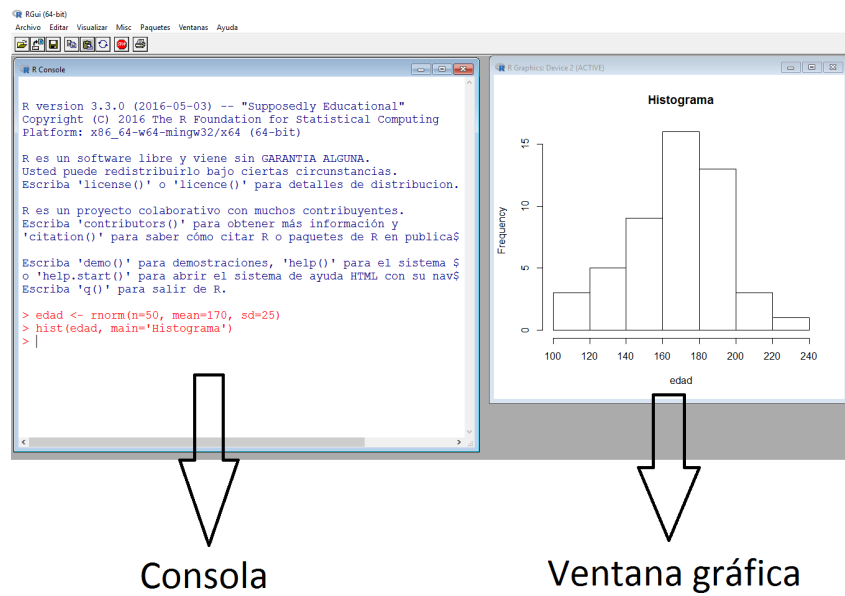 RGui (64-bit)
Archivo Editar Visualizar Misc Paquetes Ventanas Ayuda
STOP
R Console
R version 3.3.0 (2016-05-03) -- "Supposedly Educational"
Copyright (C) 2016 The R Foundation for Statistical Computing
Platform: x86_64-w64-mingw32/x64 (64-bit)
R es un software libre y viene sin GARANTIA ALGUNA.
Usted puede redistribuirlo bajo ciertas circunstancias.
Escriba 'license()' o 'licence()' para detalles de distribucion.
R es un proyecto colaborativo con muchos contribuyentes.
Escriba 'contributors()' para obtener más información y
'citation()' para saber cómo citar R o paquetes de R en publica$
Escriba 'demo()' para demostraciones, 'help()' para el sistema $
o 'help.start()' para abrir el sistema de ayuda HTML con su nav$
Escriba 'q()' para salir de R.
> edad <- rnorm(n=50, mean=170, sd=25)
> hist(edad, main='Histograma')
>
R Graphics: Device 2 (ACTIVE)
Histograma
Frequency
15
10
5
0
100 120 140 160 180 200 220 240
edad
Consola
Ventana gráfica